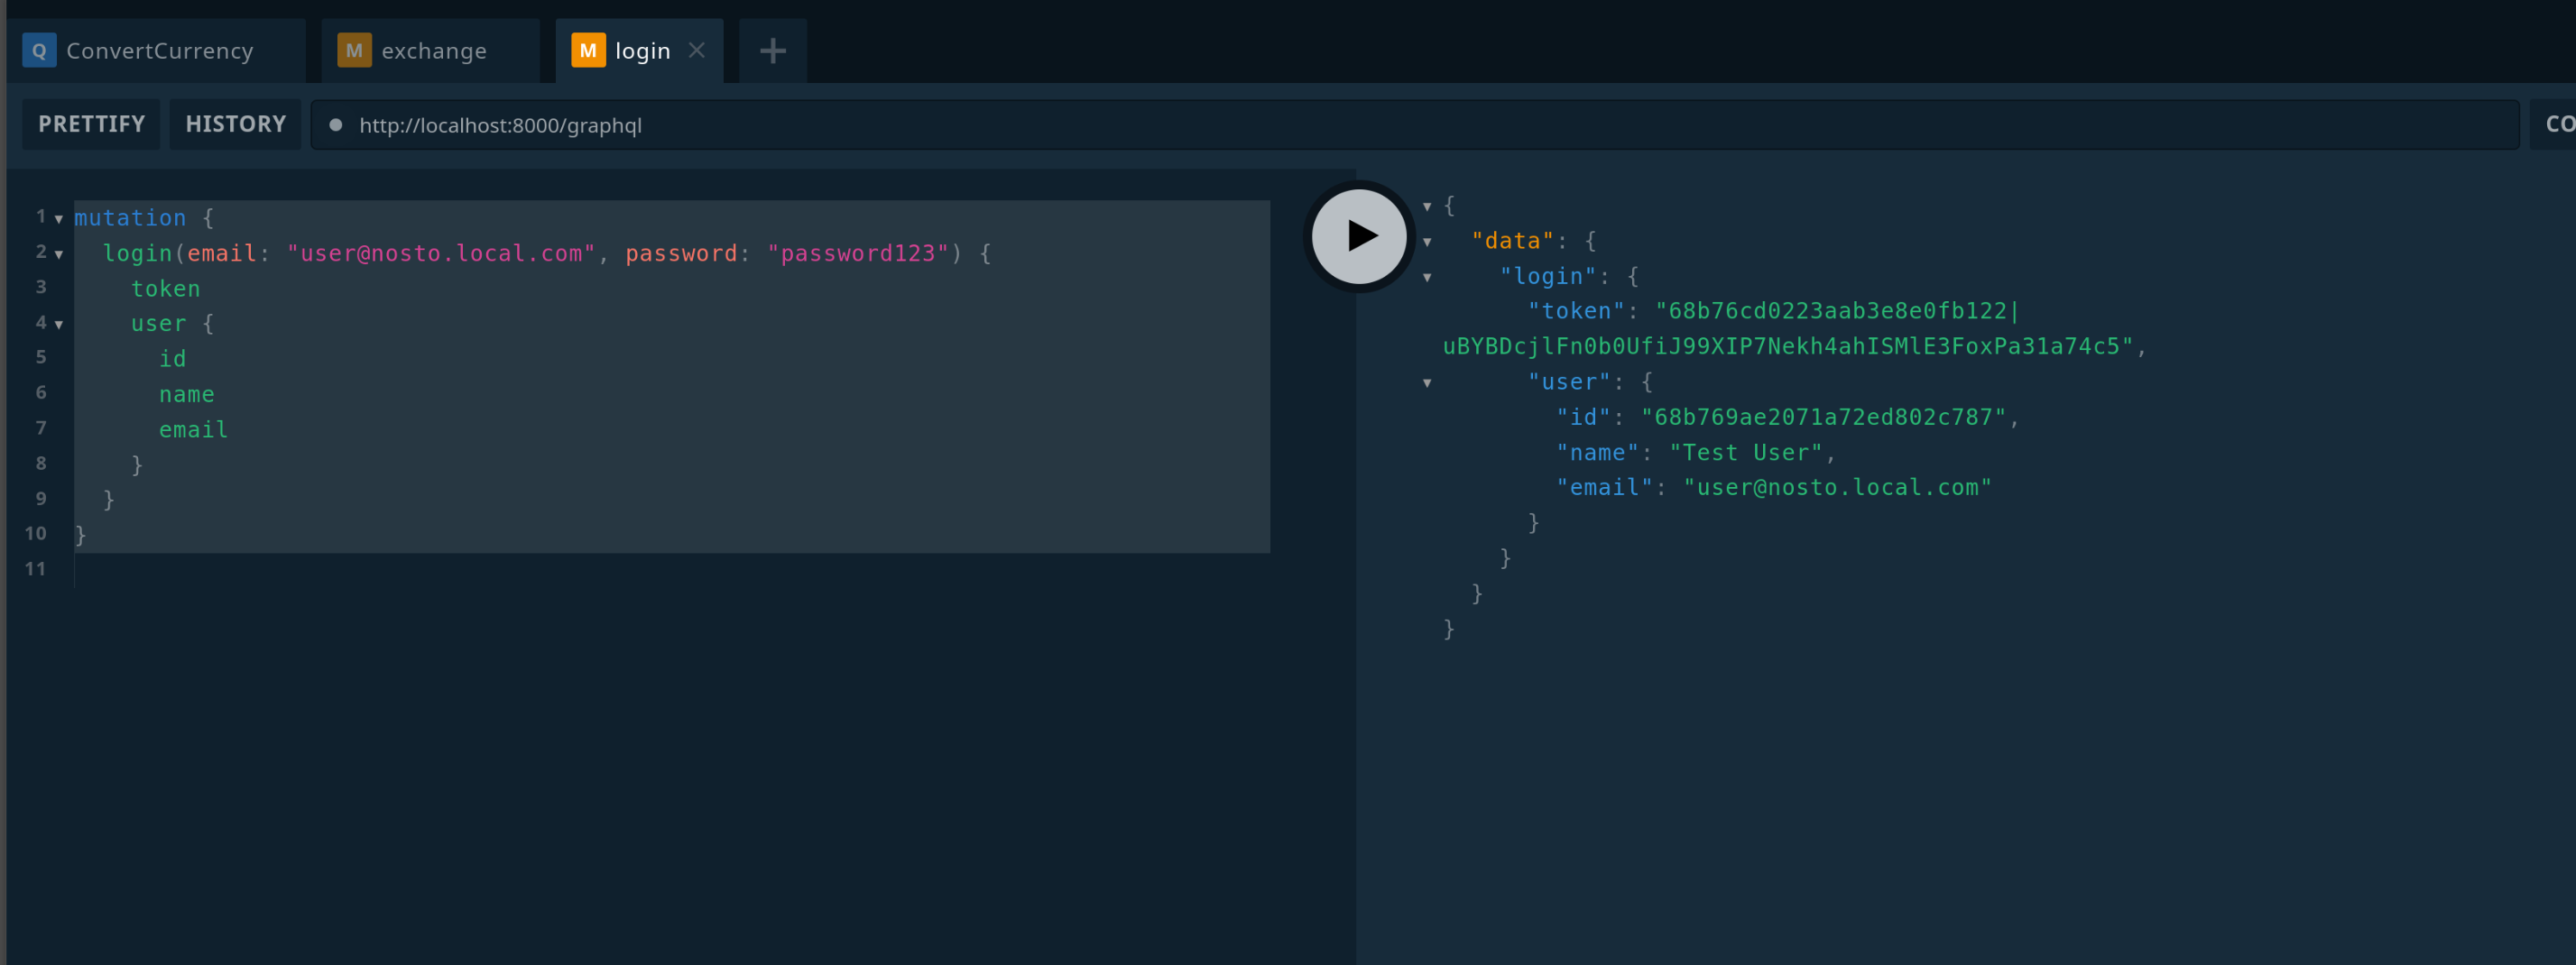 Q ConvertCurrency M exchange M login
PRETTIFY HISTORY http://localhost:8000/graphql CO
1 mutation {
2   login(email: "user@nosto.local.com", password: "password123") {
3     token
4     user {
5       id
6       name
7       email
8     }
9   }
10 }
11
{
  "data": {
    "login": {
      "token": "68b76cd0223aab3e8e0fb122|
uBYBDcjlFn0b0UfiJ99XIP7Nekh4ahISMlE3FoxPa31a74c5",
      "user": {
        "id": "68b769ae2071a72ed802c787",
        "name": "Test User",
        "email": "user@nosto.local.com"
      }
    }
  }
}